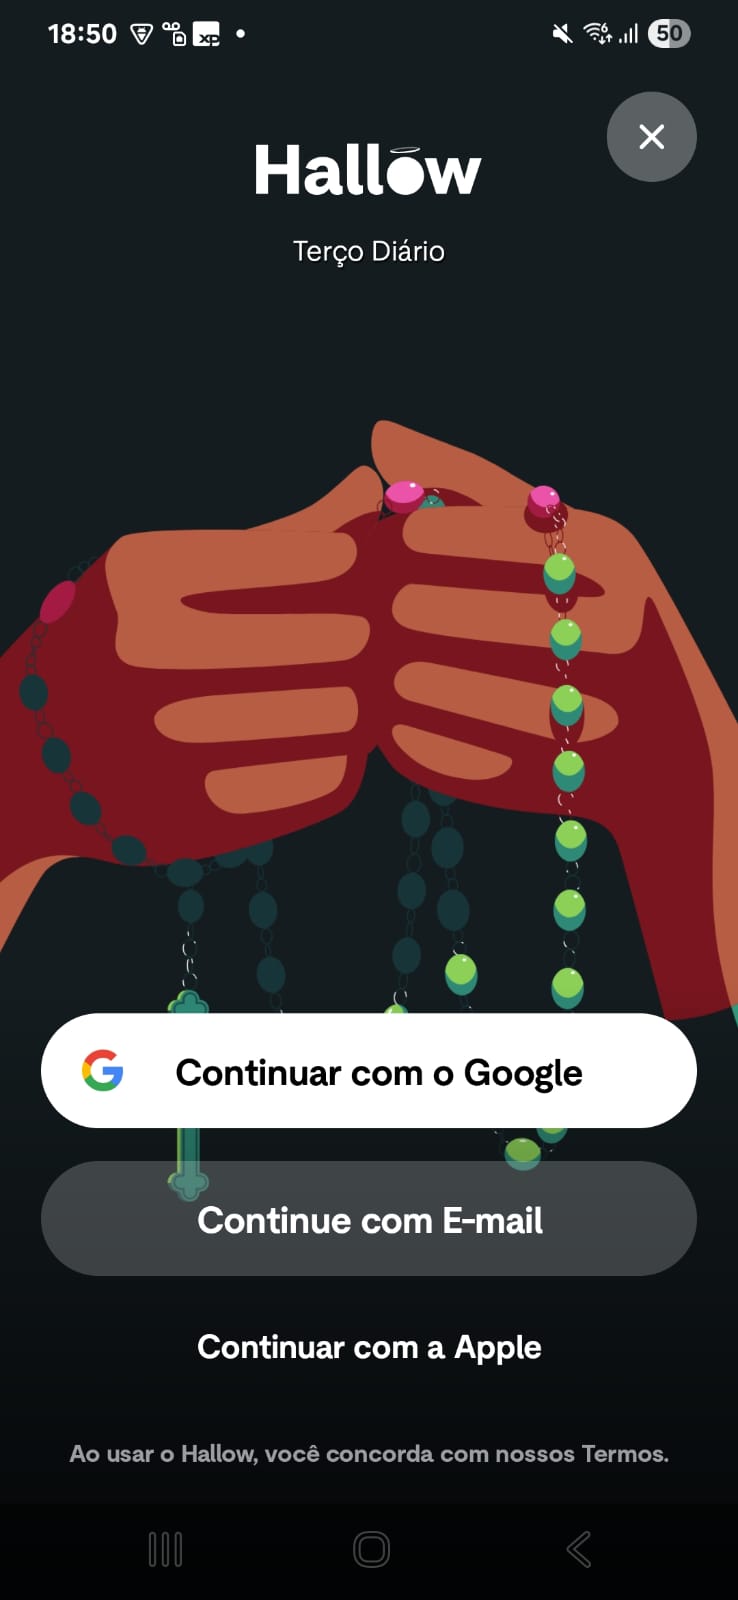 18:50
50
Hallow
Terço Diário
Continuar com o Google
Continue com E-mail
Continuar com a Apple
Ao usar o Hallow, você concorda com nossos Termos.